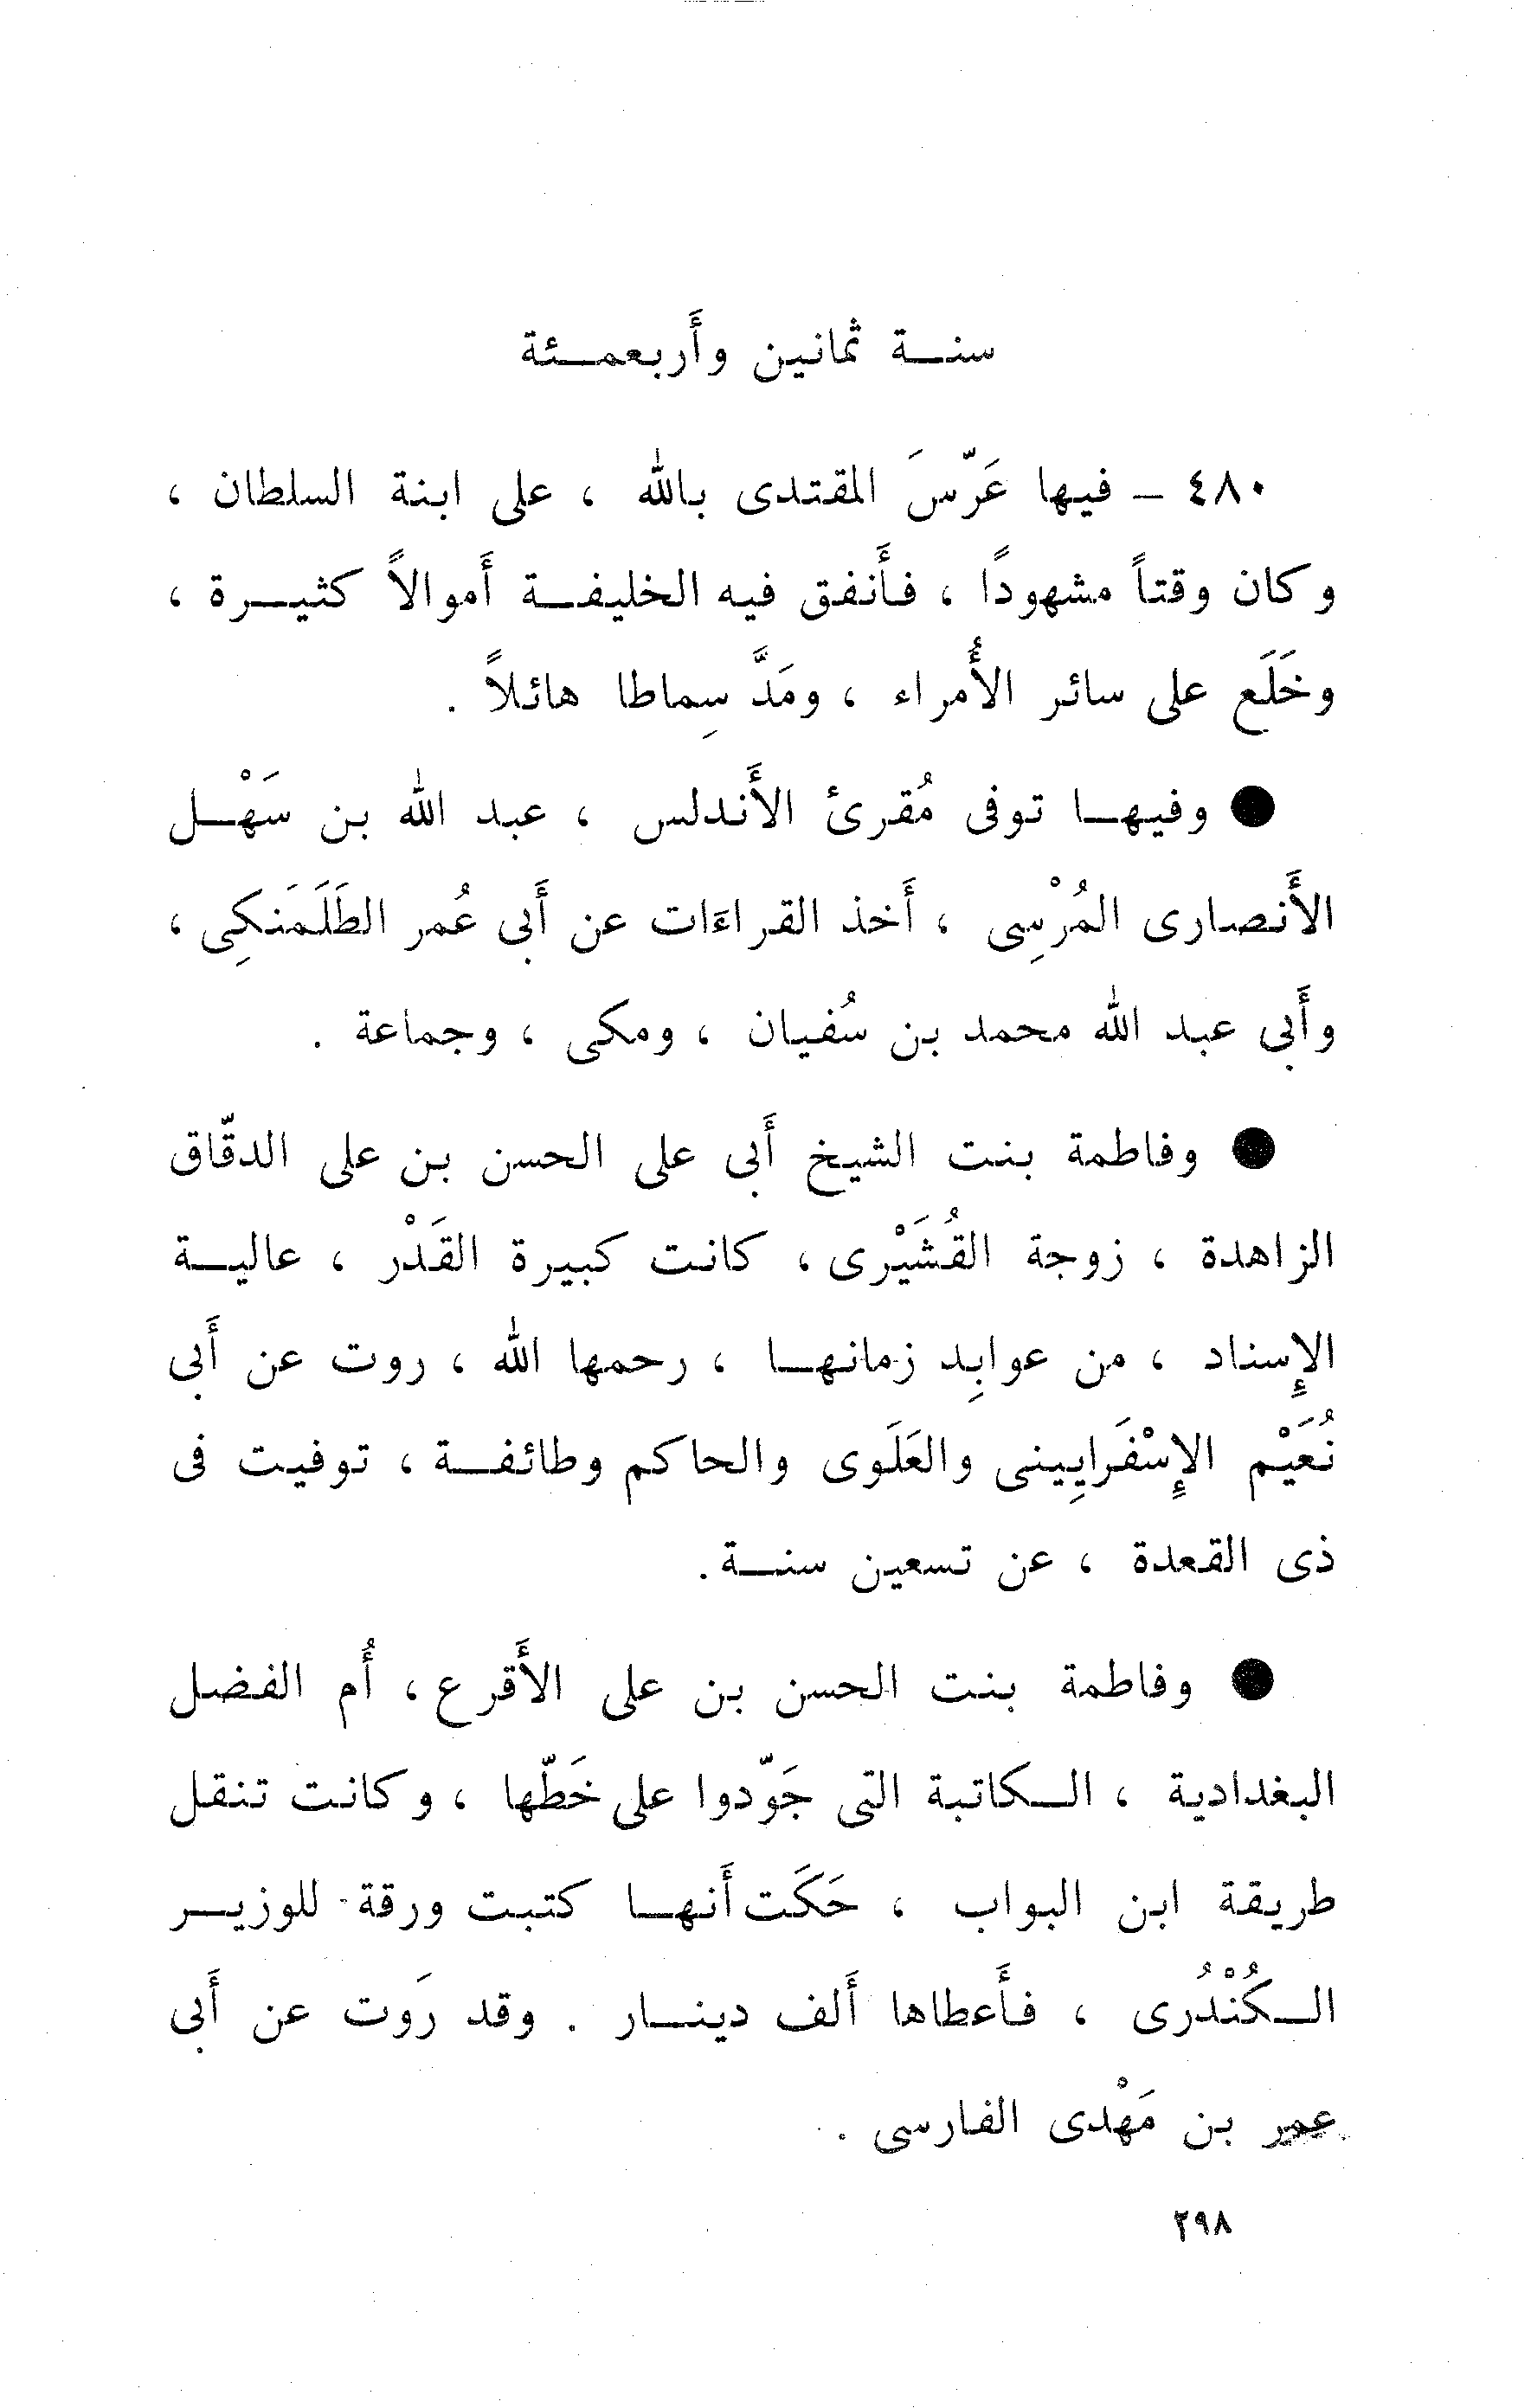 سنة ثمانين وأَربعمئة
٤٨٠ – فيها عَرّسَ المقتدى بالله ، على ابنة السلطان ،
وكان وقتاً مشهودًا ، فأَنفق فيه الخليفة أَموالاً كثيرة ،
وخَلَع على سائر الأُمراء ، ومَدَّ سِماطا هائلاً .
● وفيها توفى مُقرئ الأَندلس ، عبد الله بن سَهْل
الأَنصارى المُرْسِى ، أَخذ القراءَات عن أَبى عُمر الطَلَمَنكِى ،
وأَبى عبد الله محمد بن سُفيان ، ومكى ، وجماعة .
● وفاطمة بنت الشيخ أَبى على الحسن بن على الدقّاق
الزاهدة ، زوجة القُشَيْرى ، كانت كبيرة القَدْر ، عالية
الإِسناد ، من عوابِد زمانها ، رحمها الله ، روت عن أَبى
نُعَيْم الإِسْفَرايِينى والعَلَوى والحاكم وطائفة ، توفيت فى
ذى القعدة ، عن تسعين سنة .
● وفاطمة بنت الحسن بن على الأَقرع ، أُم الفضل
البغدادية ، الكاتبة التى جَوّدوا على خَطّها ، وكانت تنقل
طريقة ابن البواب ، حَكَت أَنها كتبت ورقة للوزير
الكُنْدُرى ، فأَعطاها أَلف دينار . وقد رَوت عن أَبى
عمر بن مَهْدى الفارسى .
٢٩٨